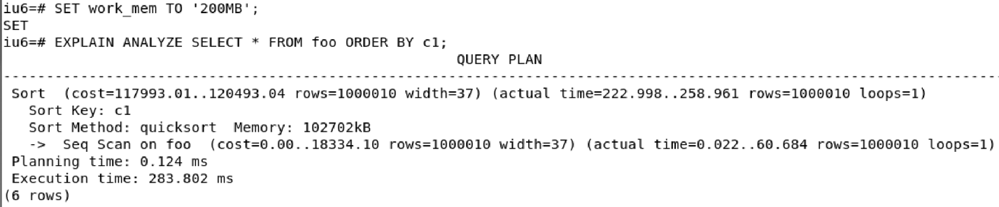 iu6=# SET work_mem TO '200MB';
SET
iu6=# EXPLAIN ANALYZE SELECT * FROM foo ORDER BY c1;
QUERY PLAN
-----------------------------------------------------------------------------------------------------------------------
Sort  (cost=117993.01..120493.04 rows=1000010 width=37) (actual time=222.998..258.961 rows=1000010 loops=1)
Sort Key: c1
Sort Method: quicksort  Memory: 102702kB
->  Seq Scan on foo  (cost=0.00..18334.10 rows=1000010 width=37) (actual time=0.022..60.684 rows=1000010 loops=1)
Planning time: 0.124 ms
Execution time: 283.802 ms
(6 rows)